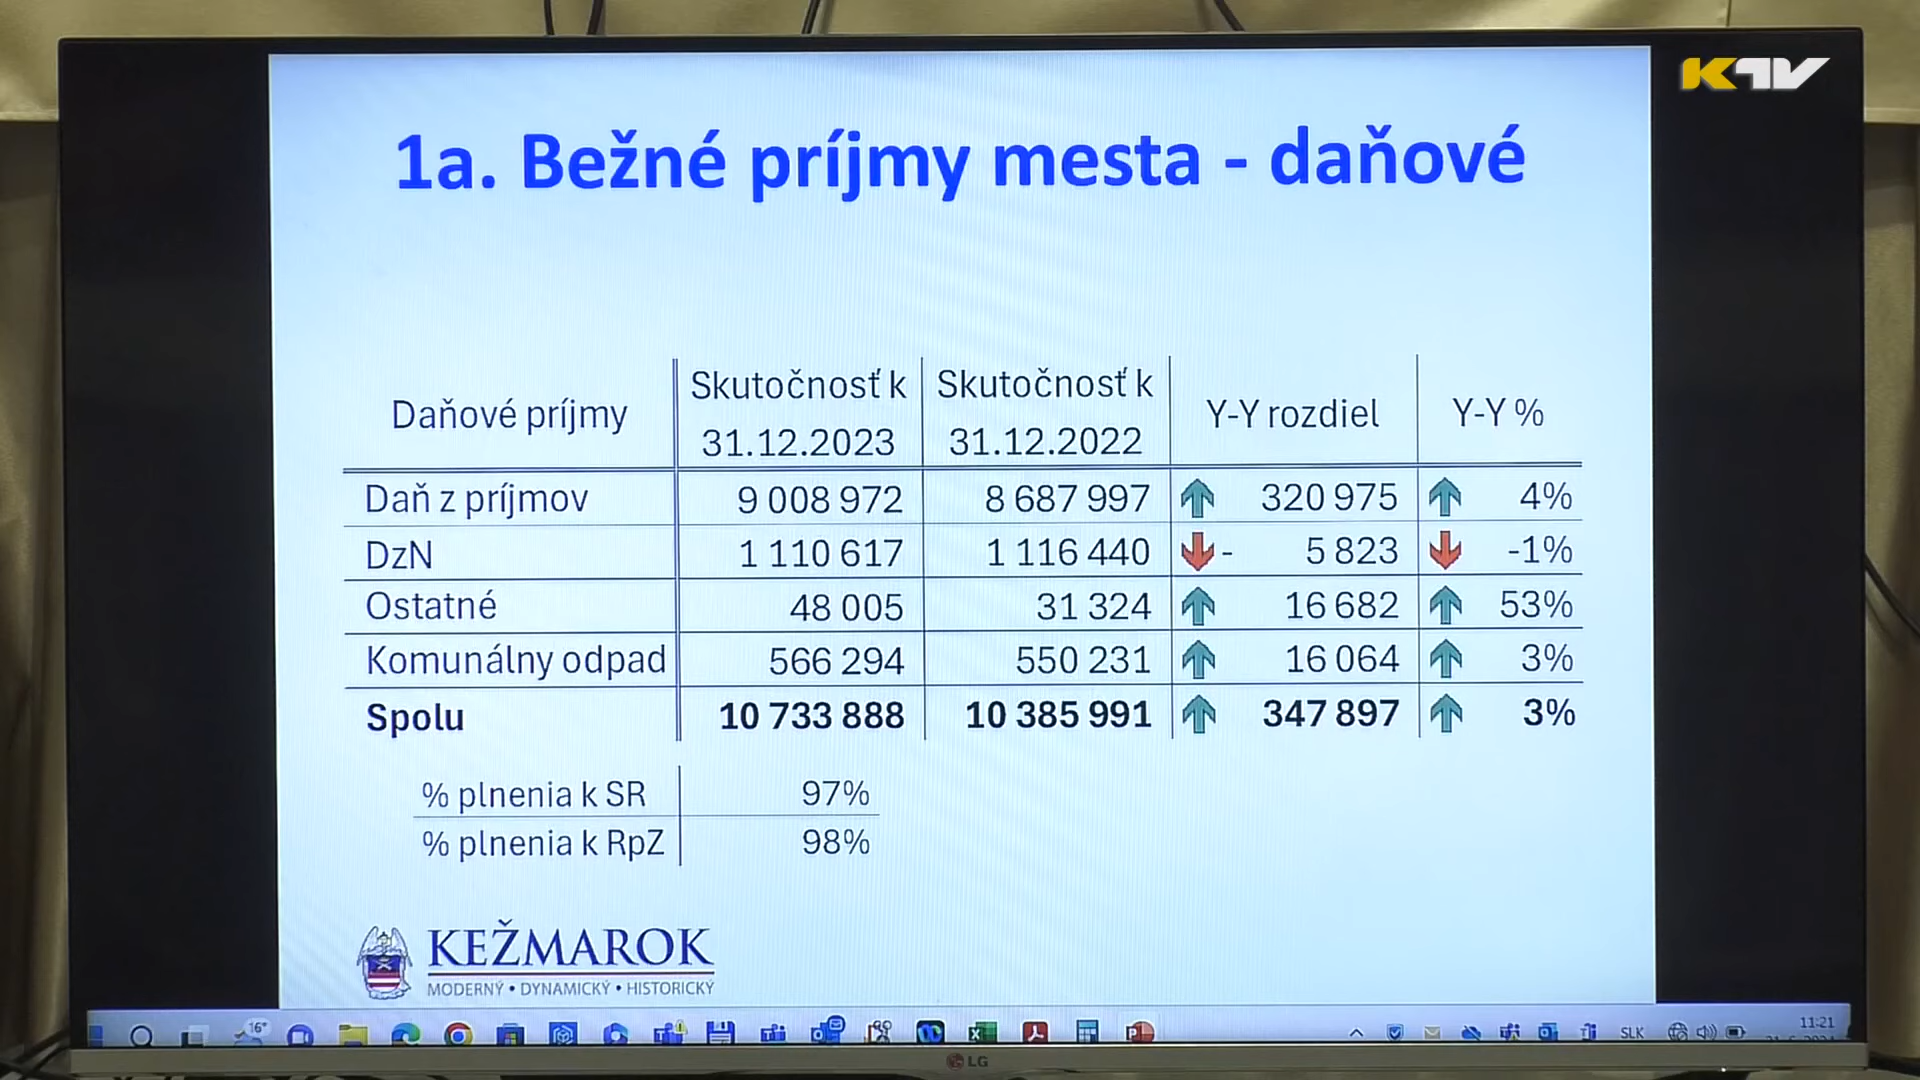 KTV
1a. Bežné príjmy mesta - daňové
Daňové príjmy Skutočnosť k 31.12.2023 Skutočnosť k 31.12.2022 Y-Y rozdiel Y-Y %
Daň z príjmov 9 008 972 8 687 997 320 975 4%
DzN 1 110 617 1 116 440 - 5 823 -1%
Ostatné 48 005 31 324 16 682 53%
Komunálny odpad 566 294 550 231 16 064 3%
Spolu 10 733 888 10 385 991 347 897 3%
% plnenia k SR 97%
% plnenia k RpZ 98%
KEŽMAROK
MODERNÝ • DYNAMICKÝ • HISTORICKÝ
16° SLK 11:21
LG